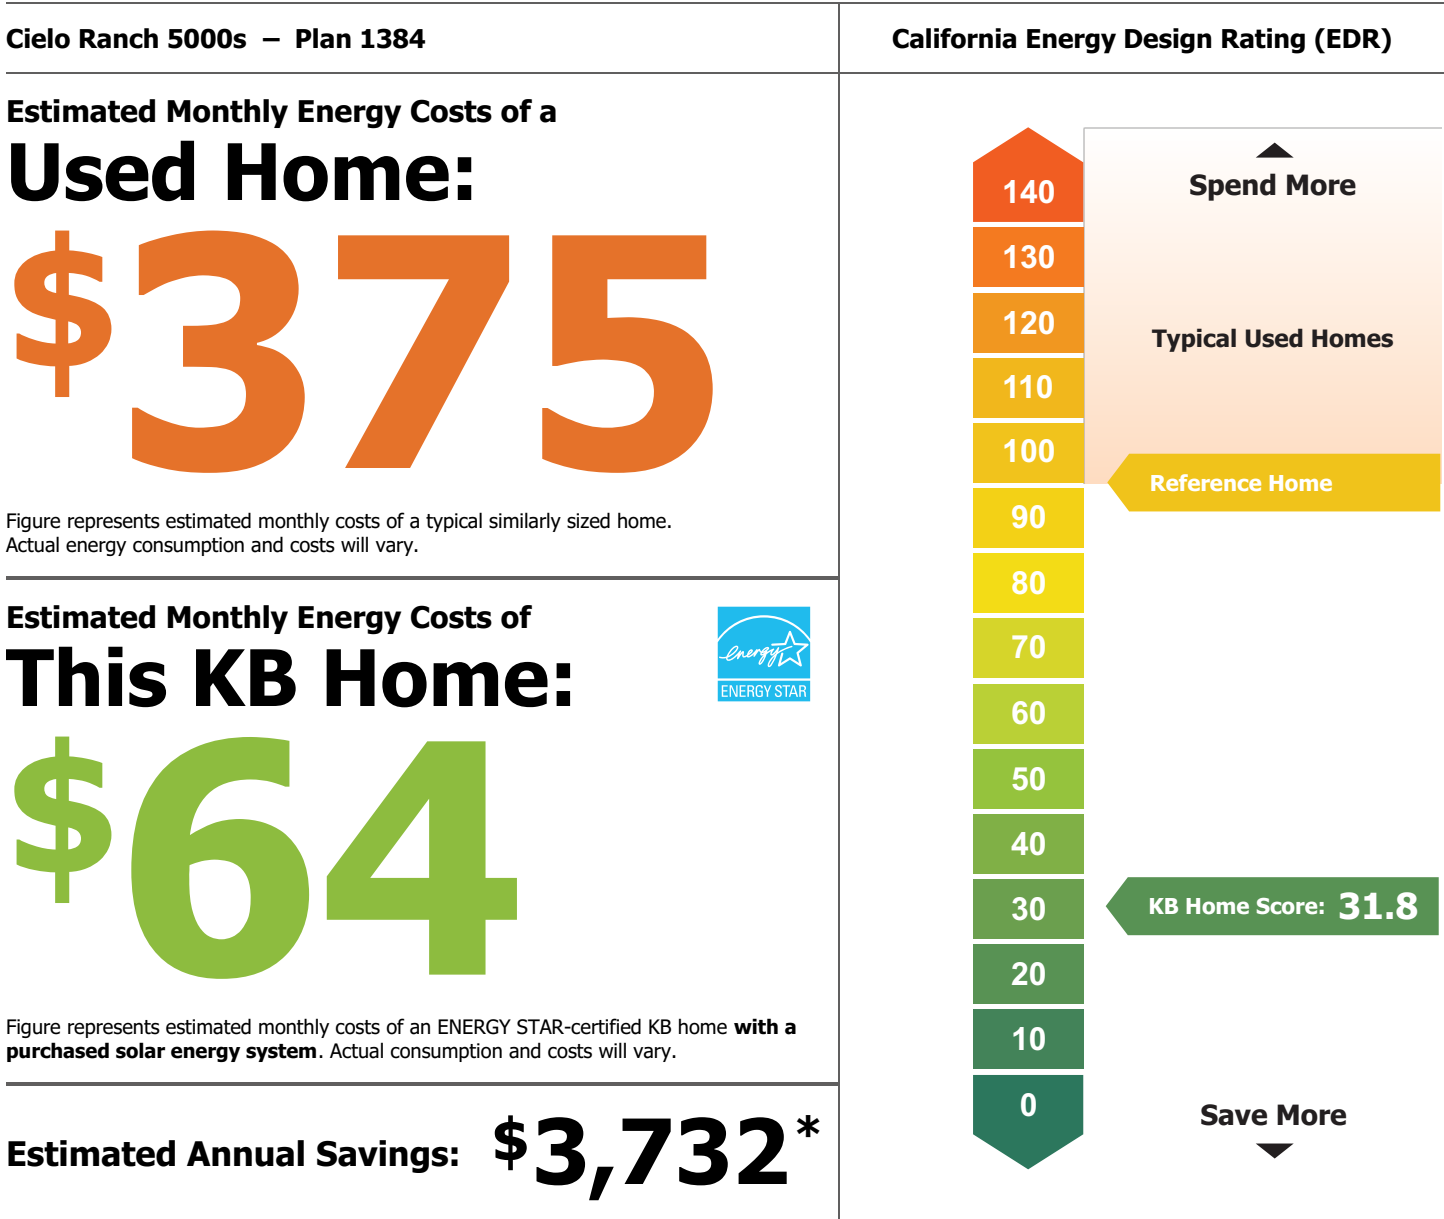 Cielo Ranch 5000s – Plan 1384
Estimated Monthly Energy Costs of a
Used Home:
$375
Figure represents estimated monthly costs of a typical similarly sized home.
Actual energy consumption and costs will vary.
Estimated Monthly Energy Costs of
This KB Home:
energy
ENERGY STAR
$64
Figure represents estimated monthly costs of an ENERGY STAR-certified KB home with a
purchased solar energy system. Actual consumption and costs will vary.
Estimated Annual Savings: $3,732*
California Energy Design Rating (EDR)
Spend More
140
130
120
Typical Used Homes
110
100
Reference Home
90
80
70
60
50
40
30
KB Home Score: 31.8
20
10
0
Save More